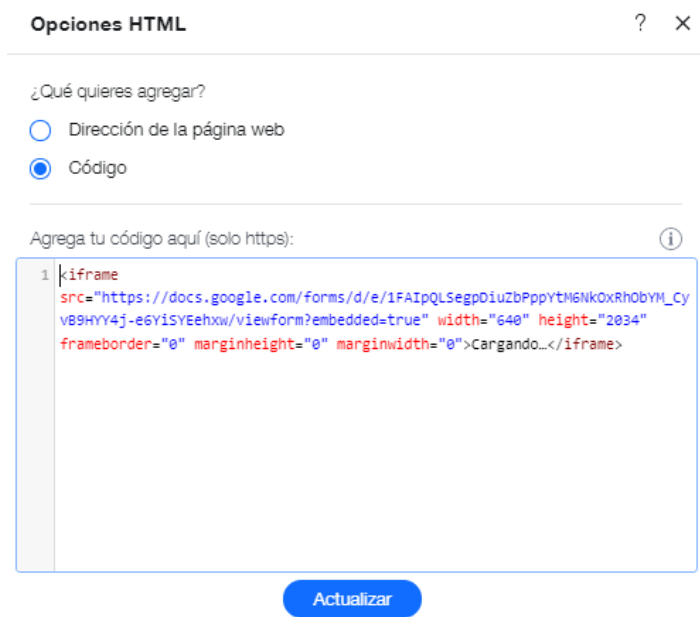 Opciones HTML ? ×
¿Qué quieres agregar?
Dirección de la página web
Código
Agrega tu código aquí (solo https):
1 <iframe
src="https://docs.google.com/forms/d/e/1FAIpQLSegpDiuZbPppYtM6NkOxRhObYM_Cy
vB9HYY4j-e6YiSYEehxw/viewform?embedded=true" width="640" height="2034"
frameborder="0" marginheight="0" marginwidth="0">Cargando…</iframe>
Actualizar